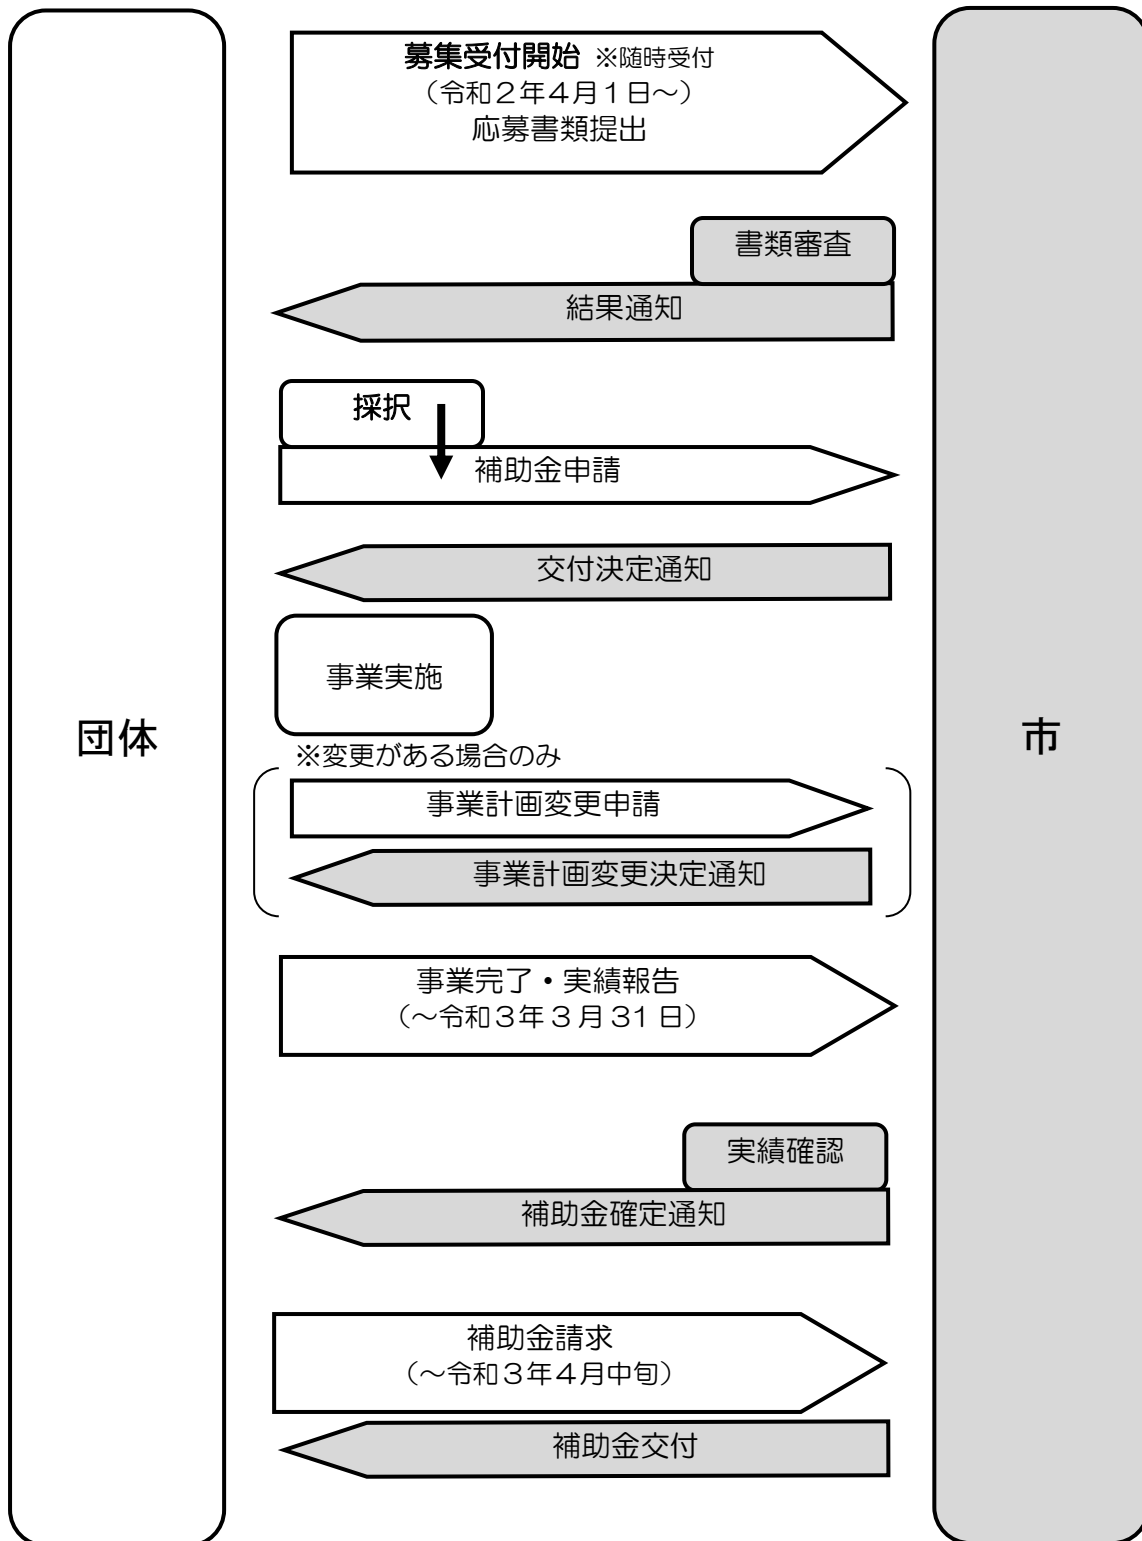 募集受付開始 ※随時受付
（令和２年４月１日～）
応募書類提出
書類審査
結果通知
採択
補助金申請
交付決定通知
事業実施
団体
市
※変更がある場合のみ
事業計画変更申請
事業計画変更決定通知
事業完了・実績報告
（～令和３年３月 31 日）
実績確認
補助金確定通知
補助金請求
（～令和３年４月中旬）
補助金交付